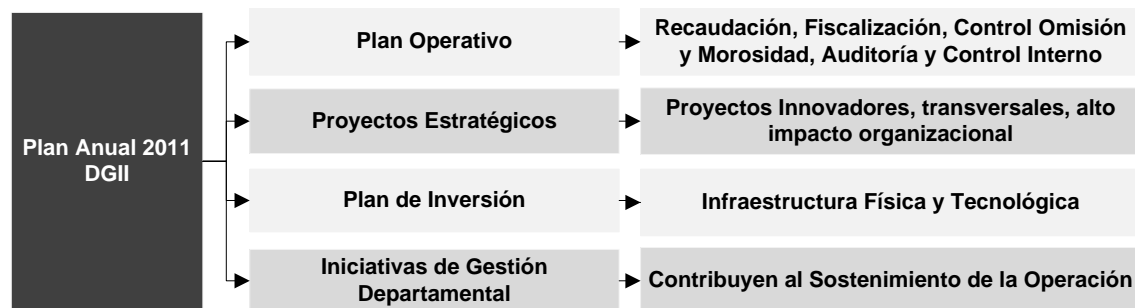 Plan Anual 2011
DGII
Plan Operativo
Recaudación, Fiscalización, Control Omisión
y Morosidad, Auditoría y Control Interno
Proyectos Estratégicos
Proyectos Innovadores, transversales, alto
impacto organizacional
Plan de Inversión
Infraestructura Física y Tecnológica
Iniciativas de Gestión
Departamental
Contribuyen al Sostenimiento de la Operación